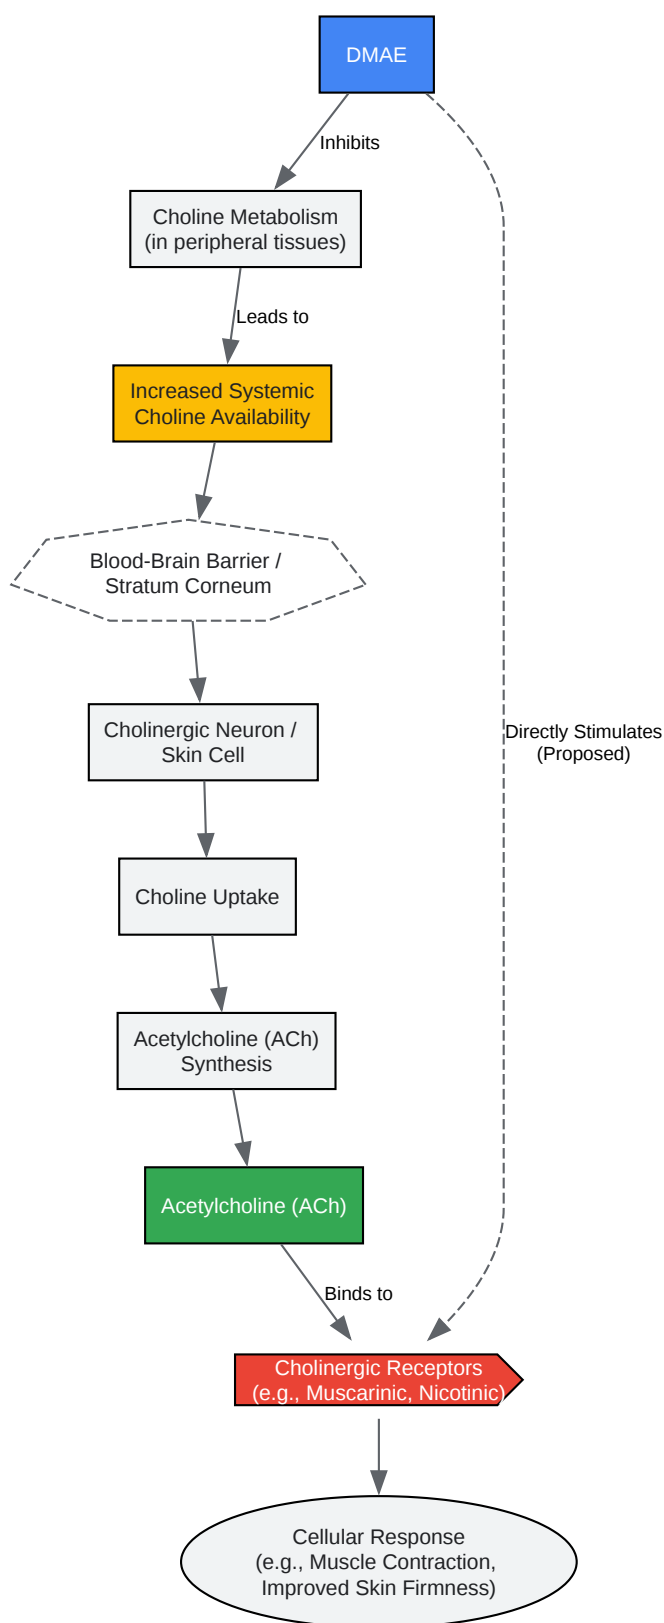 DMAE
Inhibits
Choline Metabolism
(in peripheral tissues)
Leads to
Increased Systemic
Choline Availability
Blood-Brain Barrier /
Stratum Corneum
Cholinergic Neuron /
Skin Cell
Directly Stimulates
(Proposed)
Choline Uptake
Acetylcholine (ACh)
Synthesis
Acetylcholine (ACh)
Binds to
Cholinergic Receptors
(e.g., Muscarinic, Nicotinic)
Cellular Response
(e.g., Muscle Contraction,
Improved Skin Firmness)